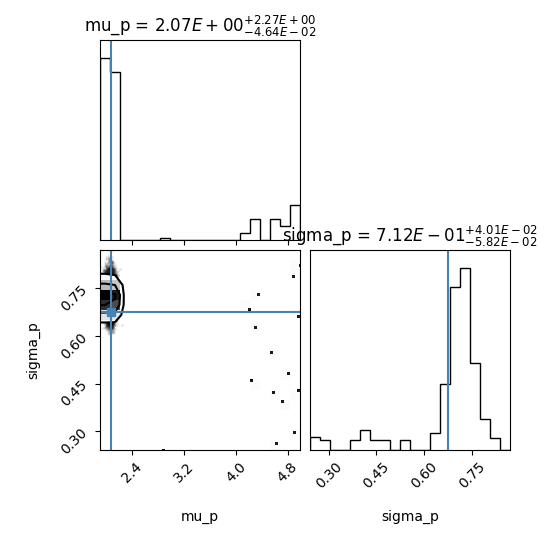 mu_p = 2.07E + 00+2.27E+00−4.64E−02
sigma_p = 7.12E − 01+4.01E−02−5.82E−02
0.75
0.60
0.45
0.30
sigma_p
2.4 3.2 4.0 4.8
0.30 0.45 0.60 0.75
mu_p sigma_p